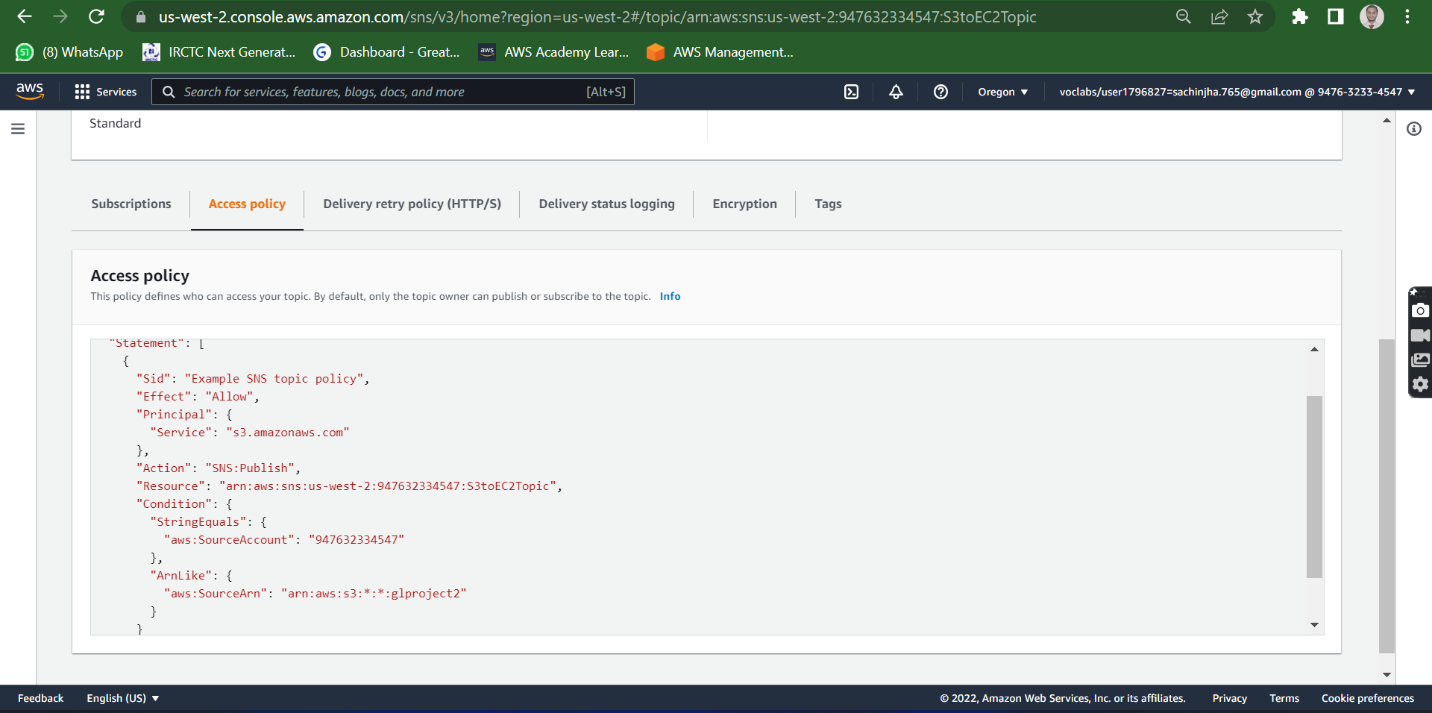 us-west-2.console.aws.amazon.com/sns/v3/home?region=us-west-2#/topic/arn:aws:sns:us-west-2:947632334547:S3toEC2Topic
51 (8) WhatsApp IRCTC Next Generat... G Dashboard - Great... aws AWS Academy Lear... AWS Management...
aws Services Search for services, features, blogs, docs, and more [Alt+S] Oregon ▼ voclabs/user1796827=sachinjha.765@gmail.com @ 9476-3233-4547 ▼
Standard
Subscriptions Access policy Delivery retry policy (HTTP/S) Delivery status logging Encryption Tags
Access policy
This policy defines who can access your topic. By default, only the topic owner can publish or subscribe to the topic. Info
"Statement": [
{
"Sid": "Example SNS topic policy",
"Effect": "Allow",
"Principal": {
"Service": "s3.amazonaws.com"
},
"Action": "SNS:Publish",
"Resource": "arn:aws:sns:us-west-2:947632334547:S3toEC2Topic",
"Condition": {
"StringEquals": {
"aws:SourceAccount": "947632334547"
},
"ArnLike": {
"aws:SourceArn": "arn:aws:s3:*:*:glproject2"
}
}
Feedback English (US) ▼ © 2022, Amazon Web Services, Inc. or its affiliates. Privacy Terms Cookie preferences